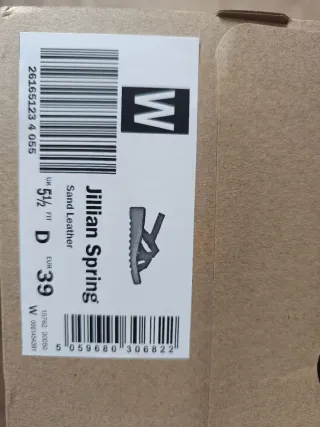 W
26165123 4 055
Jillian Spring
Sand Leather
UK 5½ FIT D EUR 39 W
5 059680 306822